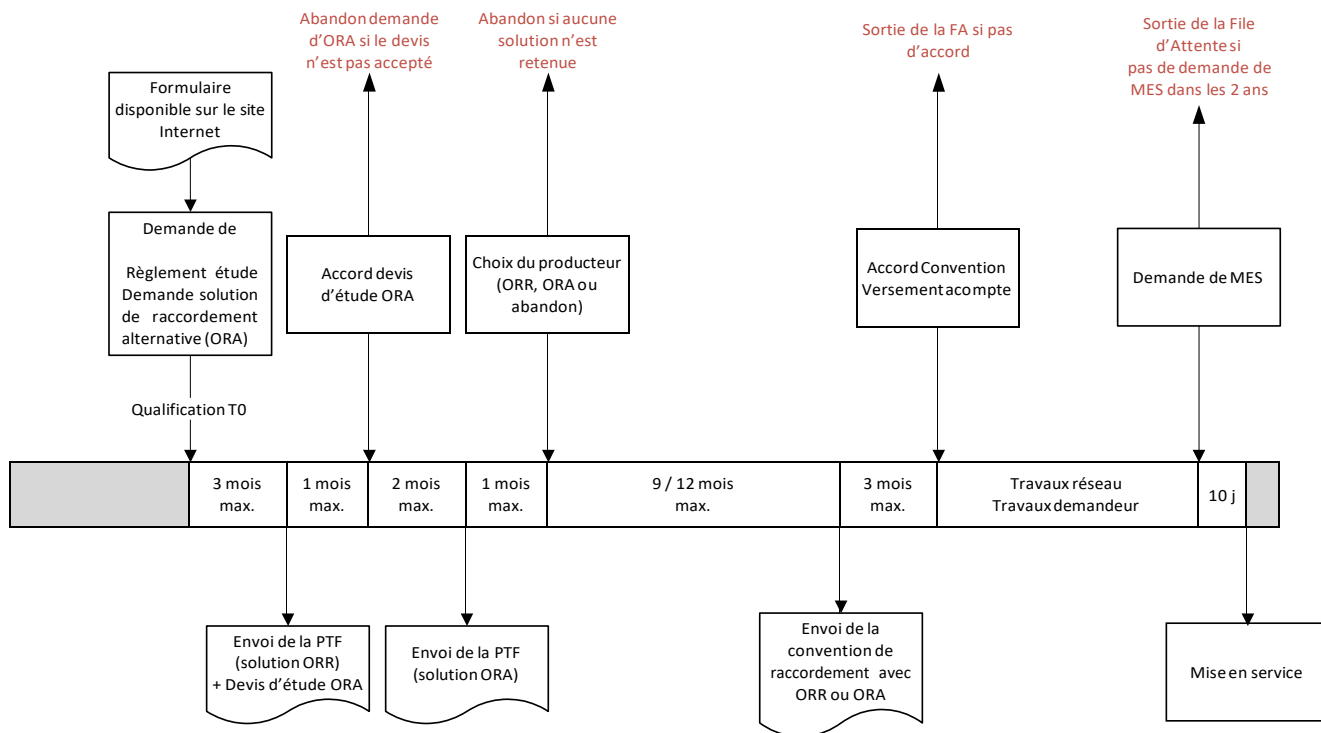 Abandon demande
d'ORA si le devis
n'est pas accepté
Abandon si aucune
solution n'est
retenue
Sortie de la FA si pas
d'accord
Sortie de la File
d'Attente si
pas de demande de
MES dans les 2 ans
Formulaire
disponible sur le site
Internet
Demande de
Règlement étude
Demande solution
de raccordement
alternative (ORA)
Accord devis
d'étude ORA
Choix du producteur
(ORR, ORA ou
abandon)
Accord Convention
Versement acompte
Demande de MES
Qualification T0
3 mois
max.
1 mois
max.
2 mois
max.
1 mois
max.
9 / 12 mois
max.
3 mois
max.
Travaux réseau
Travaux demandeur
10 j
Envoi de la PTF
(solution ORR)
+ Devis d'étude ORA
Envoi de la PTF
(solution ORA)
Envoi de la
convention de
raccordement avec
ORR ou ORA
Mise en service